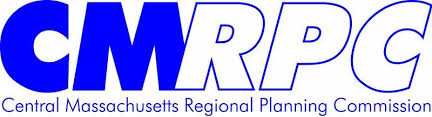 CMRPC
Central Massachusetts Regional Planning Commission